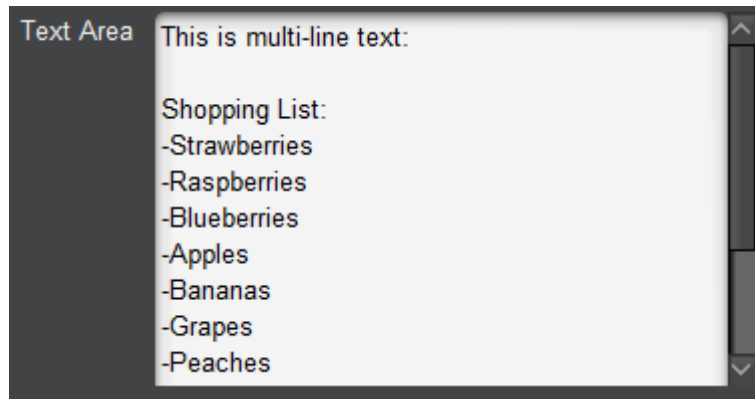 Text Area
This is multi-line text:

Shopping List:
-Strawberries
-Raspberries
-Blueberries
-Apples
-Bananas
-Grapes
-Peaches